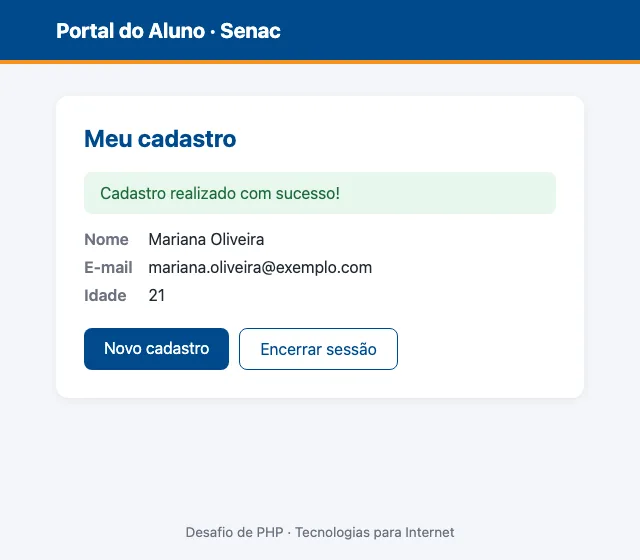 Portal do Aluno · Senac
Meu cadastro
Cadastro realizado com sucesso!
Nome Mariana Oliveira
E-mail mariana.oliveira@exemplo.com
Idade 21
Novo cadastro Encerrar sessão
Desafio de PHP · Tecnologias para Internet